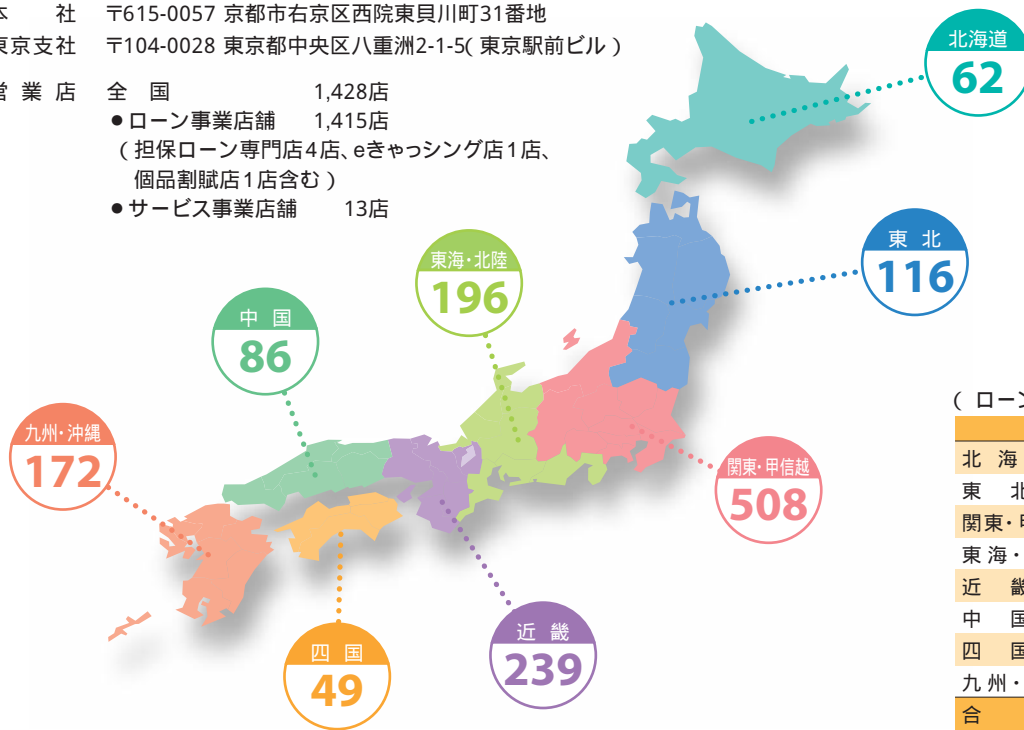 本 社 〒615-0057 京都市右京区西院東貝川町31番地
東京支社 〒104-0028 東京都中央区八重洲2-1-5(東京駅前ビル)
営業店 全国 1,428店
●ローン事業店舗 1,415店
(担保ローン専門店4店、eきゃっシング店1店、
個品割賦店1店含む)
●サービス事業店舗 13店
北海道
62
東北
116
東海・北陸
196
中国
86
九州・沖縄
172
関東・甲信越
508
近畿
239
四国
49
(ローン
北海
東北
関東・甲
東海・
近畿
中国
四国
九州・
合